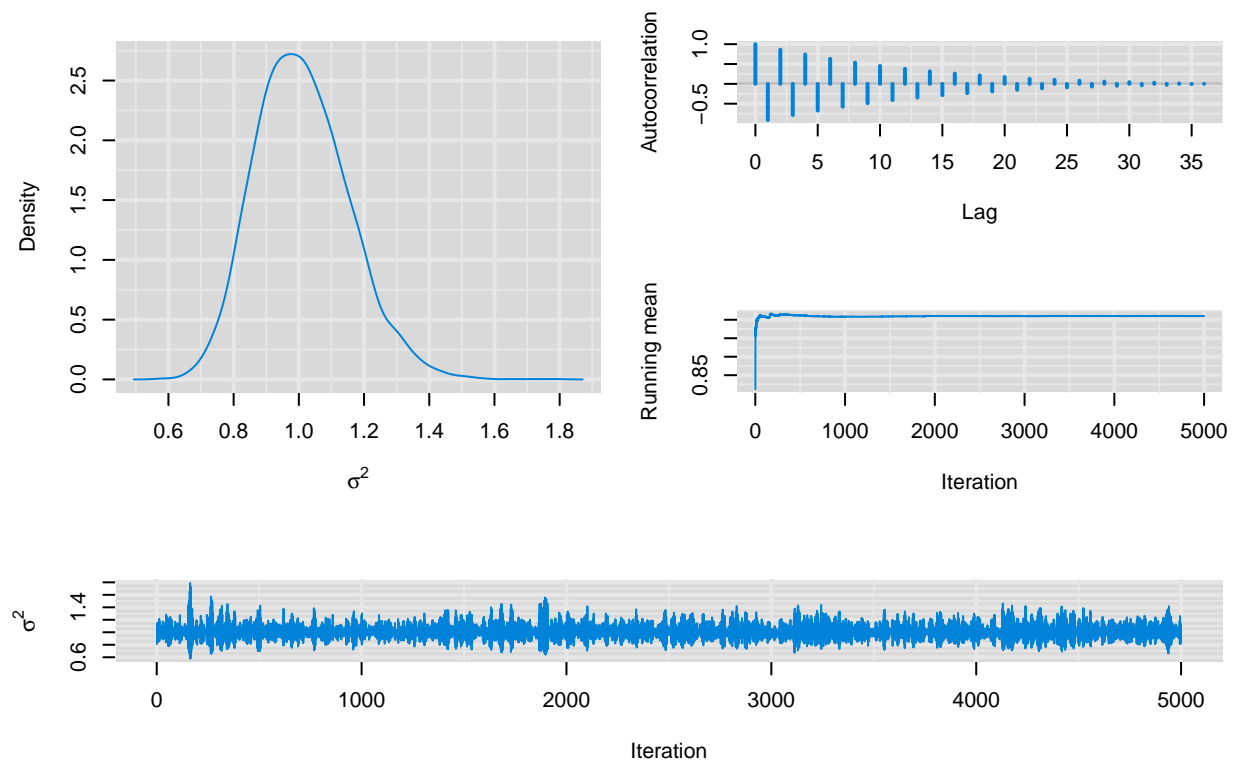 Density
2.5
2.0
1.5
1.0
0.5
0.0
0.6 0.8 1.0 1.2 1.4 1.6 1.8
σ²
Autocorrelation
1.0
−0.5
0 5 10 15 20 25 30 35
Lag
Running mean
0.85
0 1000 2000 3000 4000 5000
Iteration
σ²
1.4
0.6
0 1000 2000 3000 4000 5000
Iteration